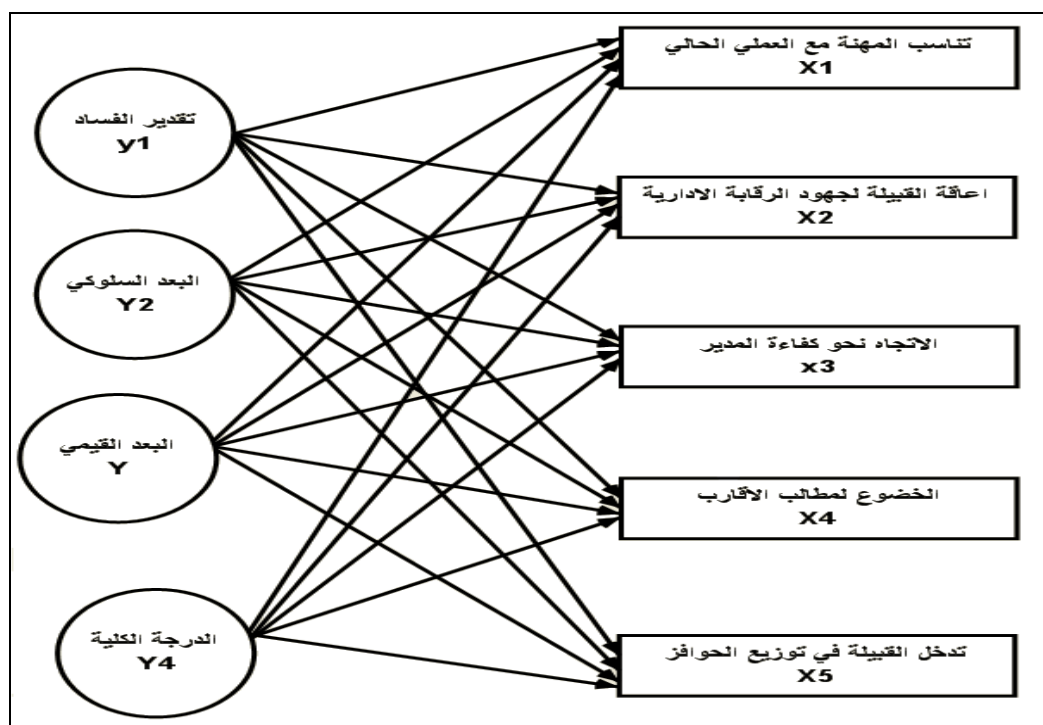 تقدير الفساد
y1
البعد السلوكي
Y2
البعد القيمي
Y
الدرجة الكلية
Y4
تناسب المهنة مع العملي الحالي
X1
اعاقة القبيلة لجهود الرقابة الادارية
X2
الاتجاه نحو كفاءة المدير
x3
الخضوع لمطالب الاقارب
X4
تدخل القبيلة في توزيع الحوافز
X5